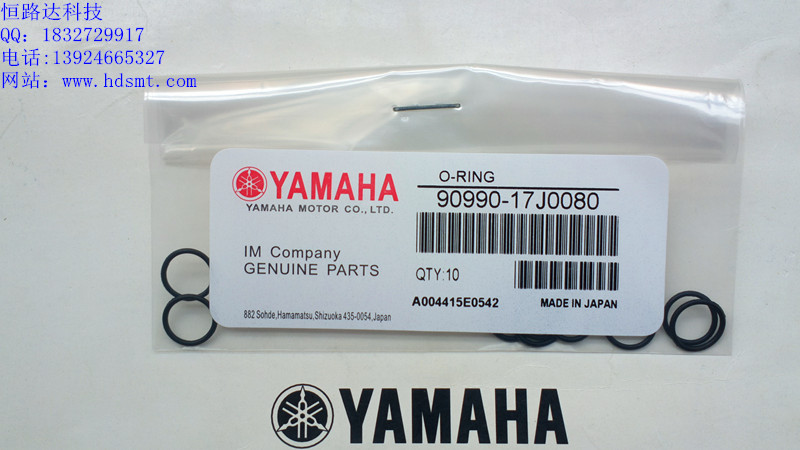 恒路达科技
QQ: 1832729917
电话:13924665327
网站: www.hdsmt.com
YAMAHA
YAMAHA MOTOR CO.,LTD.
IM Company
GENUINE PARTS
882 Sohde,Hamamatsu,Shizuoka 435-0054,Japan
O-RING
90990-17J0080
QTY:10
A004415E0542 MADE IN JAPAN
YAMAHA